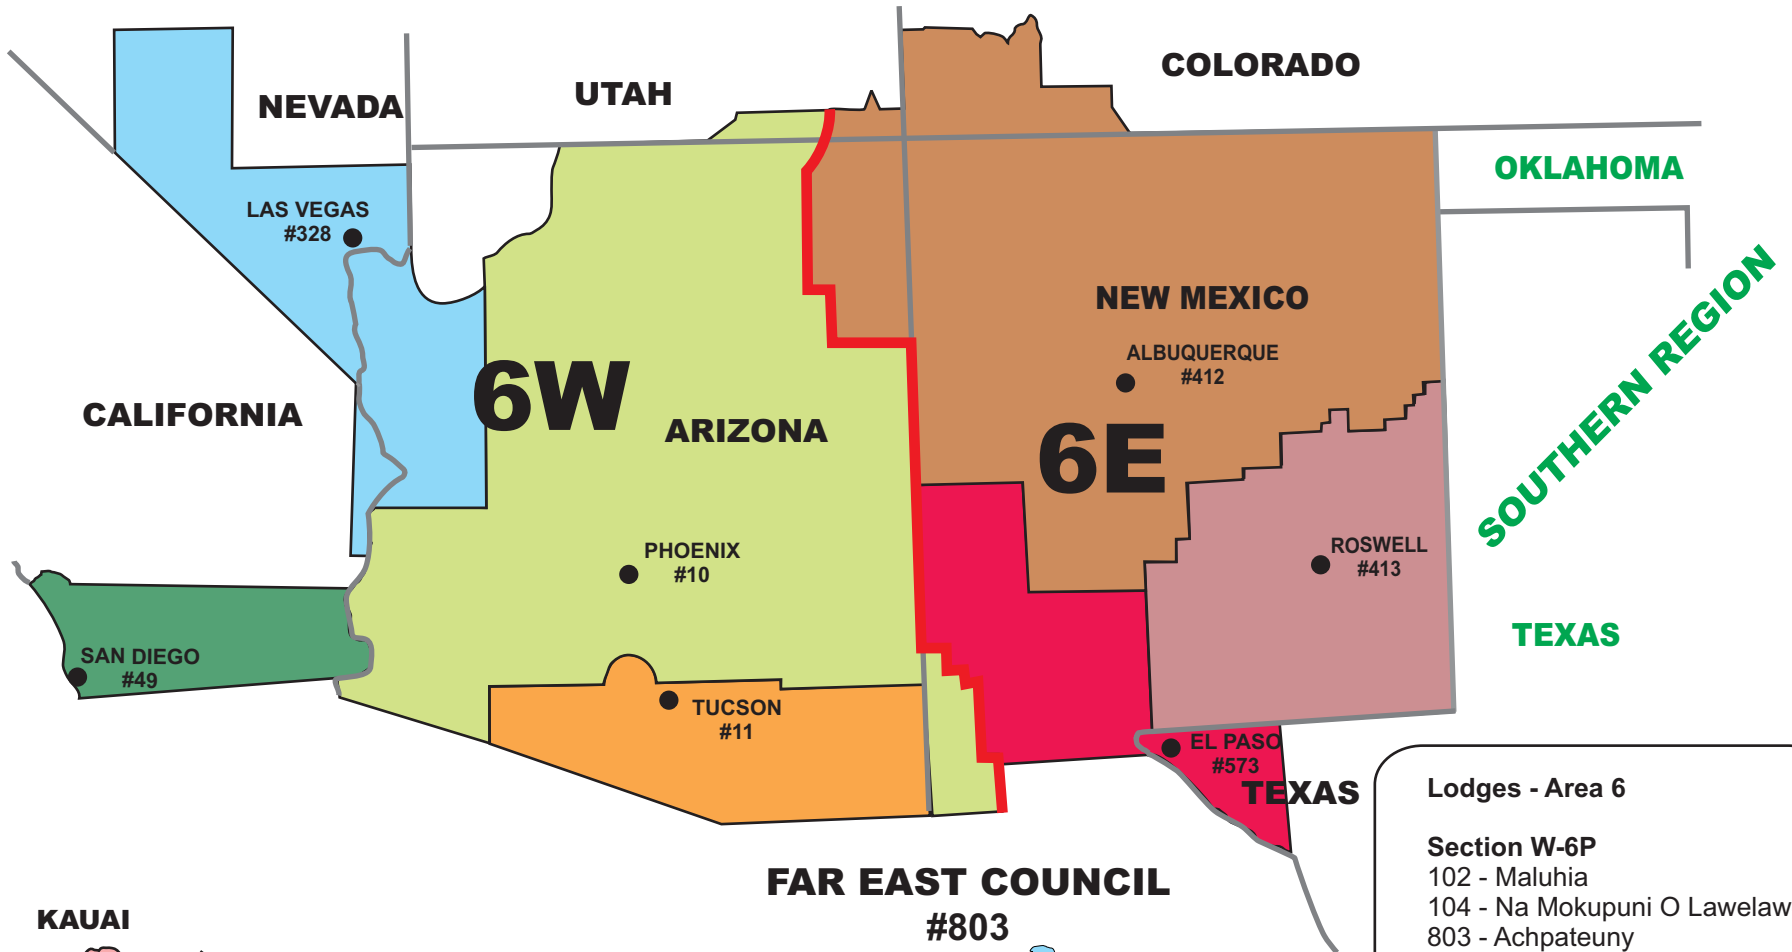 COLORADO
UTAH
NEVADA
OKLAHOMA
LAS VEGAS
#328
NEW MEXICO
SOUTHERN REGION
ALBUQUERQUE
#412
6W
CALIFORNIA
ARIZONA
6E
PHOENIX
#10
ROSWELL
#413
TEXAS
SAN DIEGO
#49
TUCSON
#11
EL PASO
#573
TEXAS
Lodges - Area 6
Section W-6P
102 - Maluhia
104 - Na Mokupuni O Lawelaw
803 - Achpateuny
FAR EAST COUNCIL
#803
KAUAI